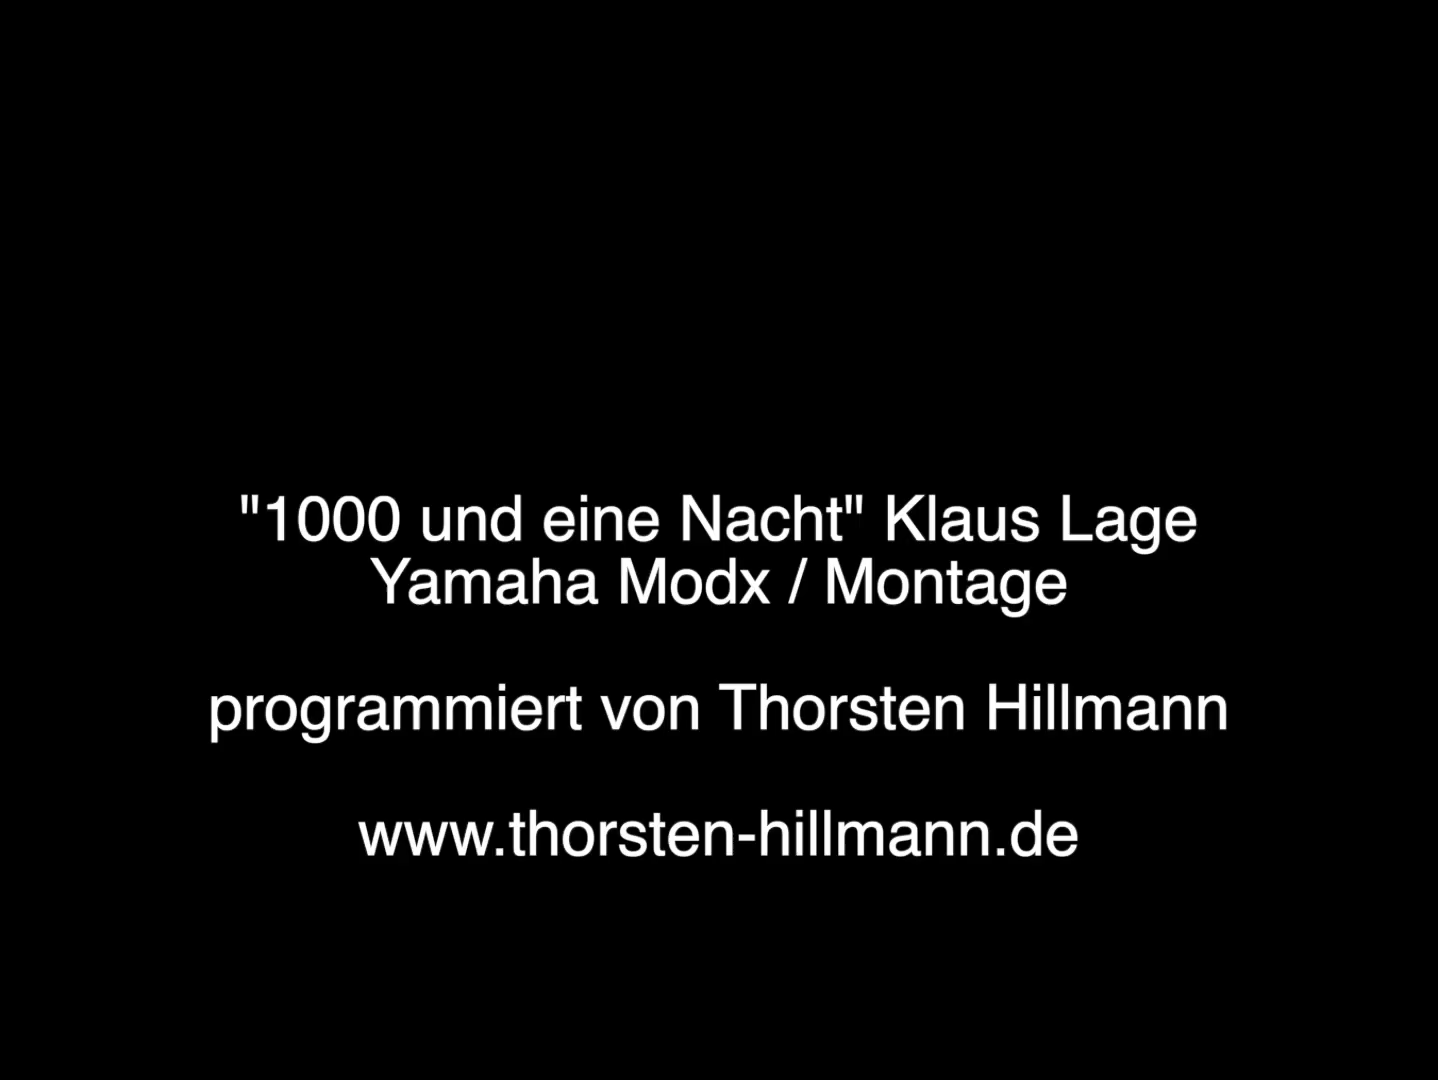 "1000 und eine Nacht" Klaus Lage
Yamaha Modx / Montage
programmiert von Thorsten Hillmann
www.thorsten-hillmann.de